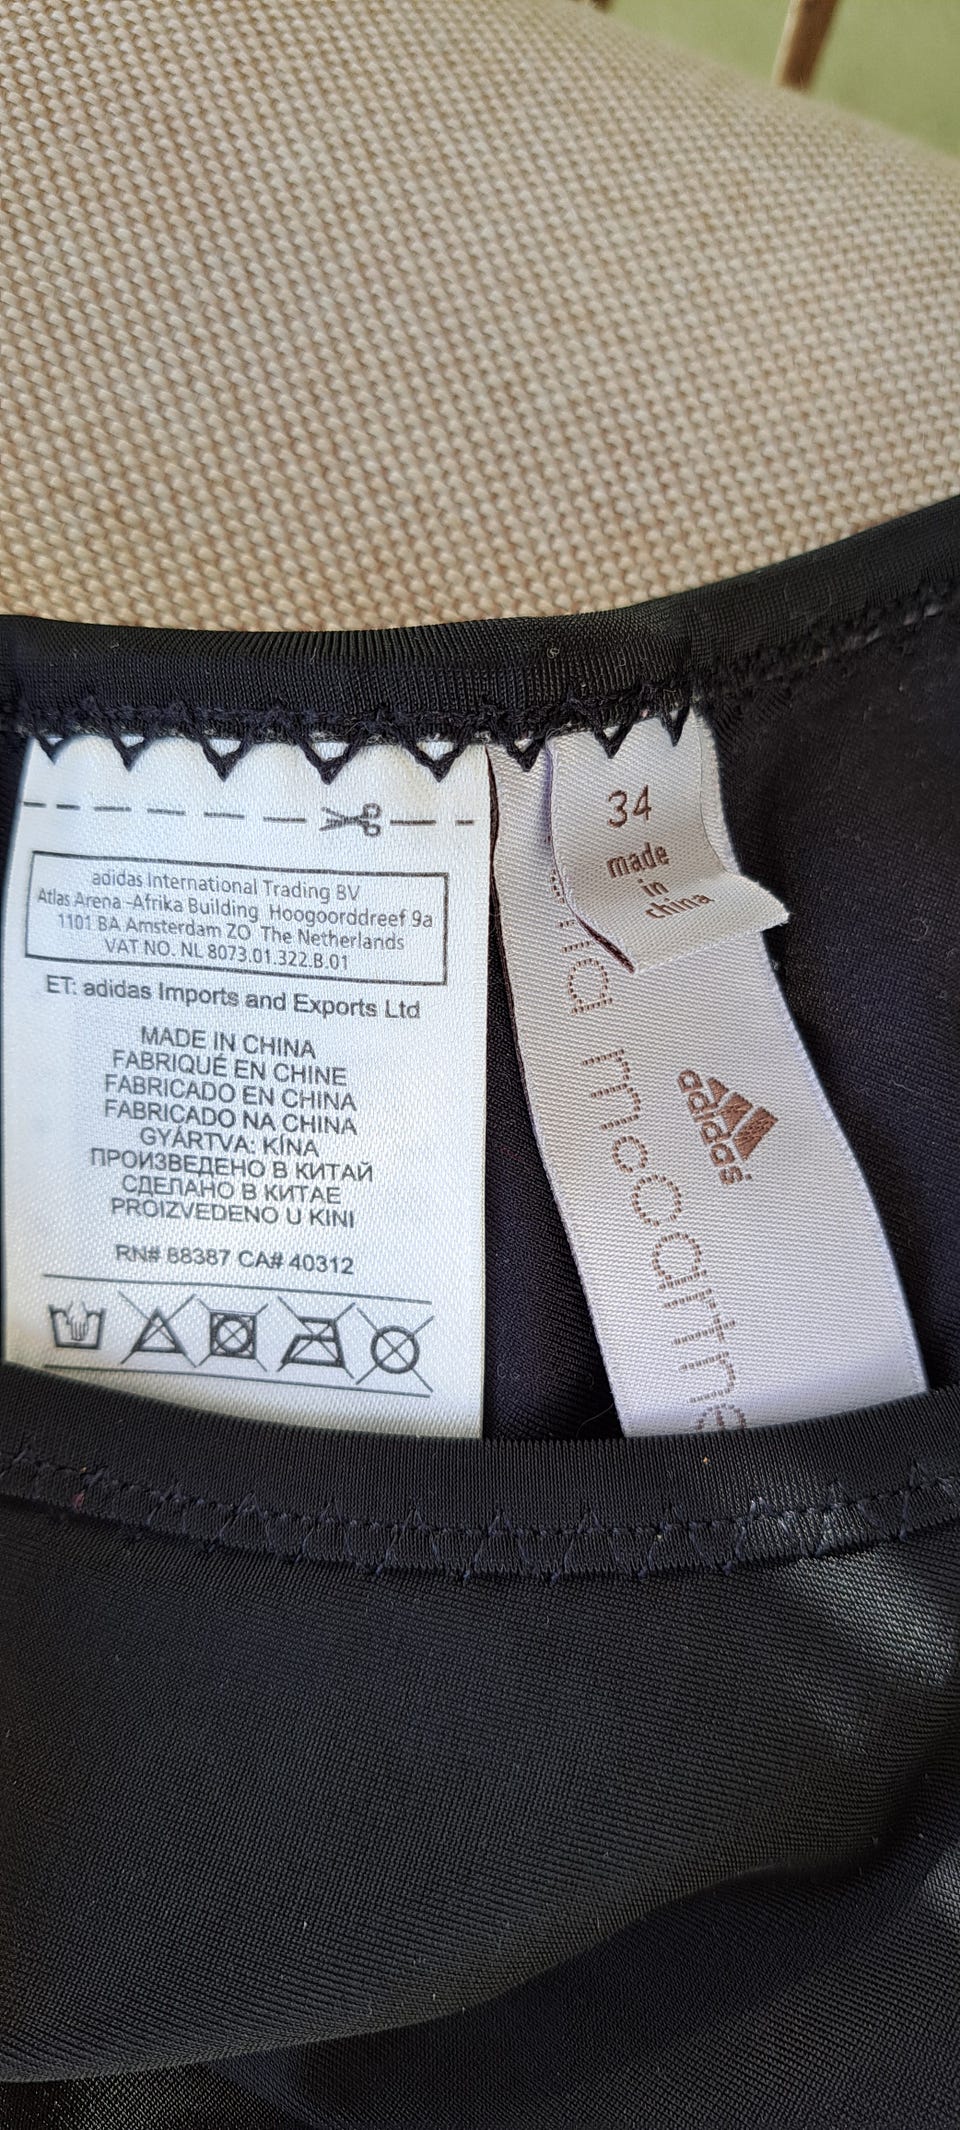 adidas International Trading BV
Atlas Arena -Afrika Building Hoogoorddreef 9a
1101 BA Amsterdam ZO The Netherlands
VAT NO. NL 8073.01.322.B.01
ET: adidas Imports and Exports Ltd
MADE IN CHINA
FABRIQUÉ EN CHINE
FABRICADO EN CHINA
FABRICADO NA CHINA
GYÁRTVA: KÍNA
ПРОИЗВЕДЕНО В КИТАЙ
СДЕЛАНО В КИТАЕ
PROIZVEDENO U KINI
RN# 88387 CA# 40312
34
made
in
china
adidas